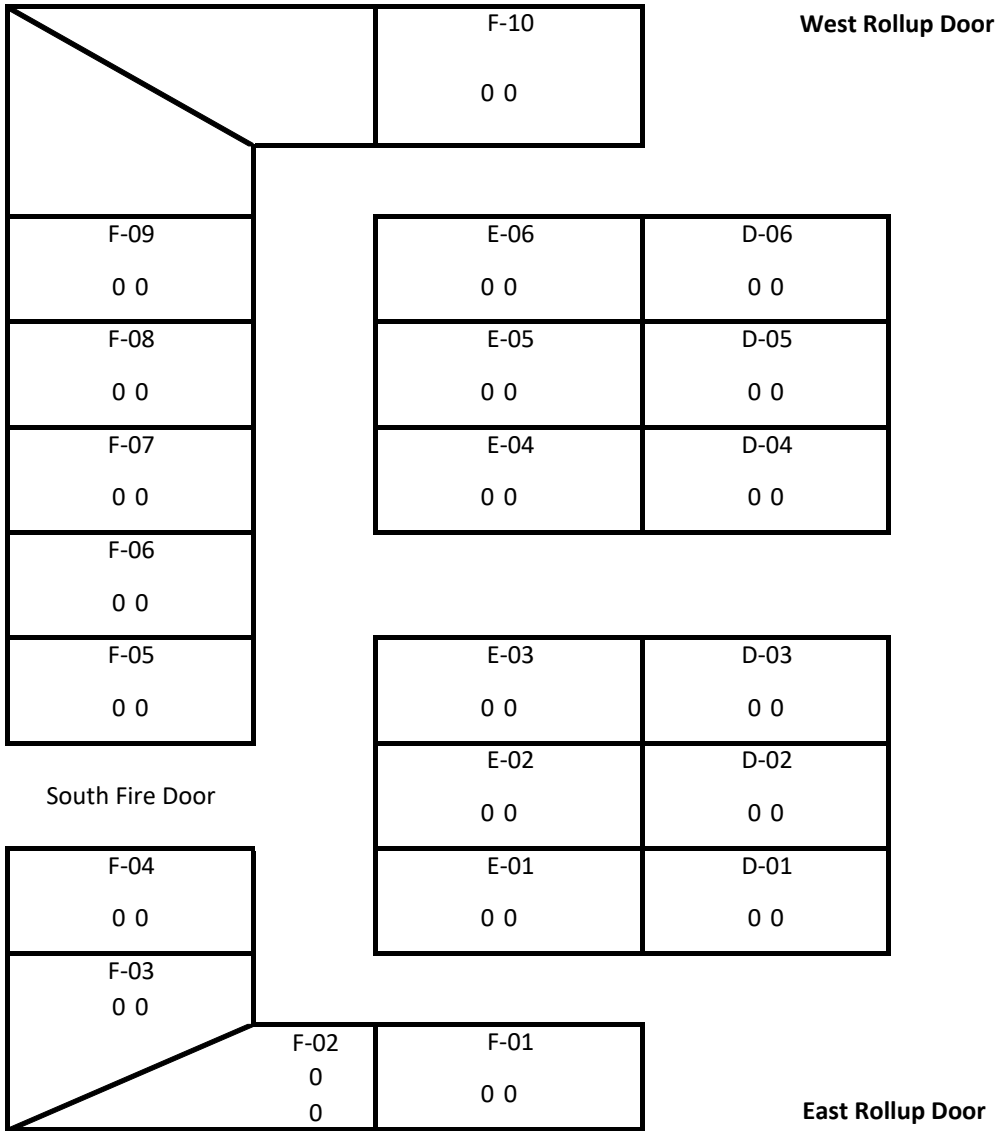 F-10
West Rollup Door
0 0
F-09
E-06
D-06
0 0
0 0
0 0
F-08
E-05
D-05
0 0
0 0
0 0
F-07
E-04
D-04
0 0
0 0
0 0
F-06
0 0
F-05
E-03
D-03
0 0
0 0
0 0
E-02
D-02
South Fire Door
0 0
0 0
F-04
E-01
D-01
0 0
0 0
0 0
F-03
0 0
F-02
0
0
F-01
0 0
East Rollup Door